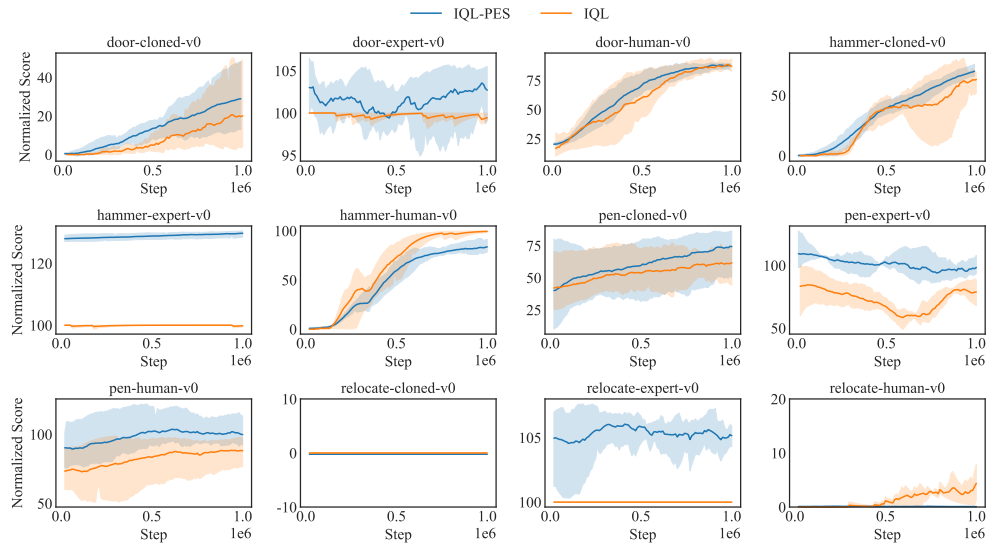 IQL-PES IQL
door-cloned-v0 door-expert-v0 door-human-v0 hammer-cloned-v0
Normalized Score
40
20
0
105
100
95
75
50
25
50
0
0.0 0.5 1.0 0.0 0.5 1.0 0.0 0.5 1.0 0.0 0.5 1.0
Step 1e6 Step 1e6 Step 1e6 Step 1e6
hammer-expert-v0 hammer-human-v0 pen-cloned-v0 pen-expert-v0
Normalized Score
120
100
100
50
0
75
50
25
100
50
0.0 0.5 1.0 0.0 0.5 1.0 0.0 0.5 1.0 0.0 0.5 1.0
Step 1e6 Step 1e6 Step 1e6 Step 1e6
pen-human-v0 relocate-cloned-v0 relocate-expert-v0 relocate-human-v0
Normalized Score
100
50
10
0
-10
105
100
20
10
0
0.0 0.5 1.0 0.0 0.5 1.0 0.0 0.5 1.0 0.0 0.5 1.0
Step 1e6 Step 1e6 Step 1e6 Step 1e6